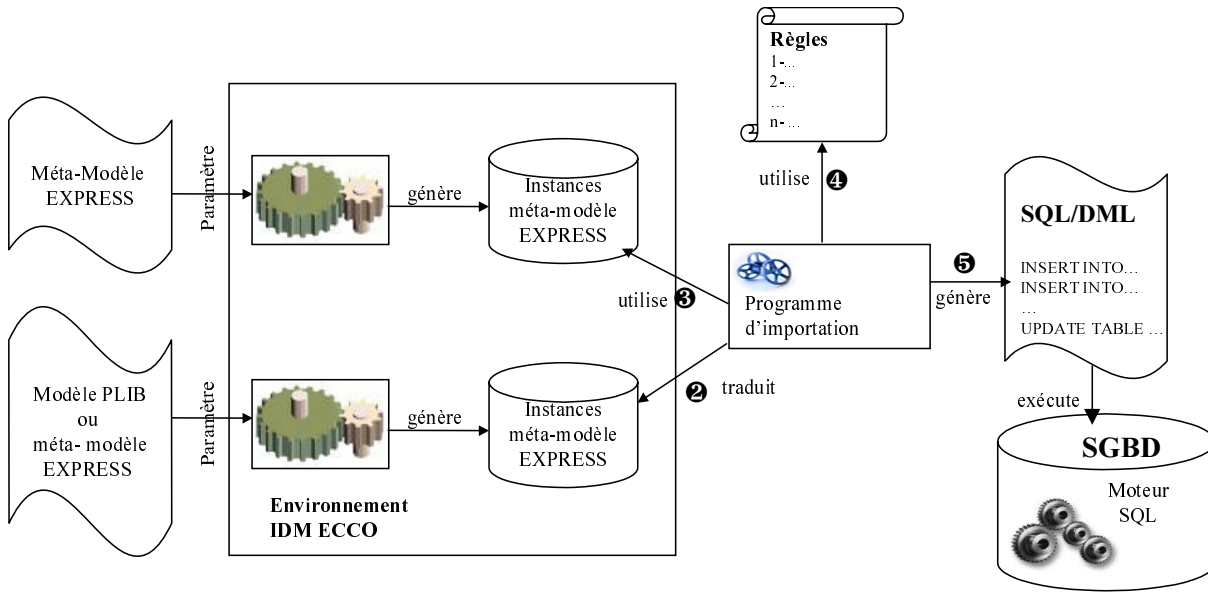 Règles
1-...
2-...
...
n- ...
Méta-Modèle
EXPRESS
Paramètre
génère
Instances
méta-modèle
EXPRESS
utilise ❹
SQL/DML
INSERT INTO...
INSERT INTO...
...
UPDATE TABLE ...
Programme
d'importation
❺
génère
utilise ❸
❷ traduit
Modèle PLIB
ou
méta- modèle
EXPRESS
Paramètre
génère
Instances
méta-modèle
EXPRESS
Environnement
IDM ECCO
exécute
SGBD
Moteur
SQL